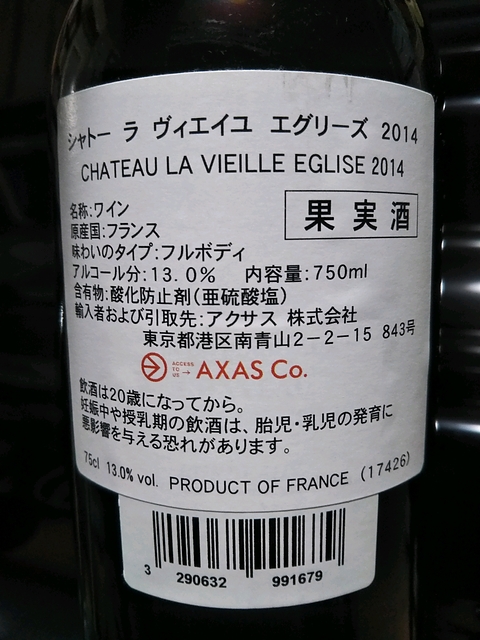 シャトー ラ ヴィエイユ エグリーズ 2014
CHATEAU LA VIEILLE EGLISE 2014
名称:ワイン
果実酒
原産国:フランス
味わいのタイプ:フルボディ
アルコール分:13.0% 内容量:750ml
含有物:酸化防止剤(亜硫酸塩)
輸入者および引取先:アクサス 株式会社
東京都港区南青山2-2-15 843号
ACCESS TO US → AXAS Co.
飲酒は20歳になってから。
妊娠中や授乳期の飲酒は、胎児・乳児の発育に
悪影響を与える恐れがあります。
75cl 13.0% vol. PRODUCT OF FRANCE (17426)
3 290632 991679